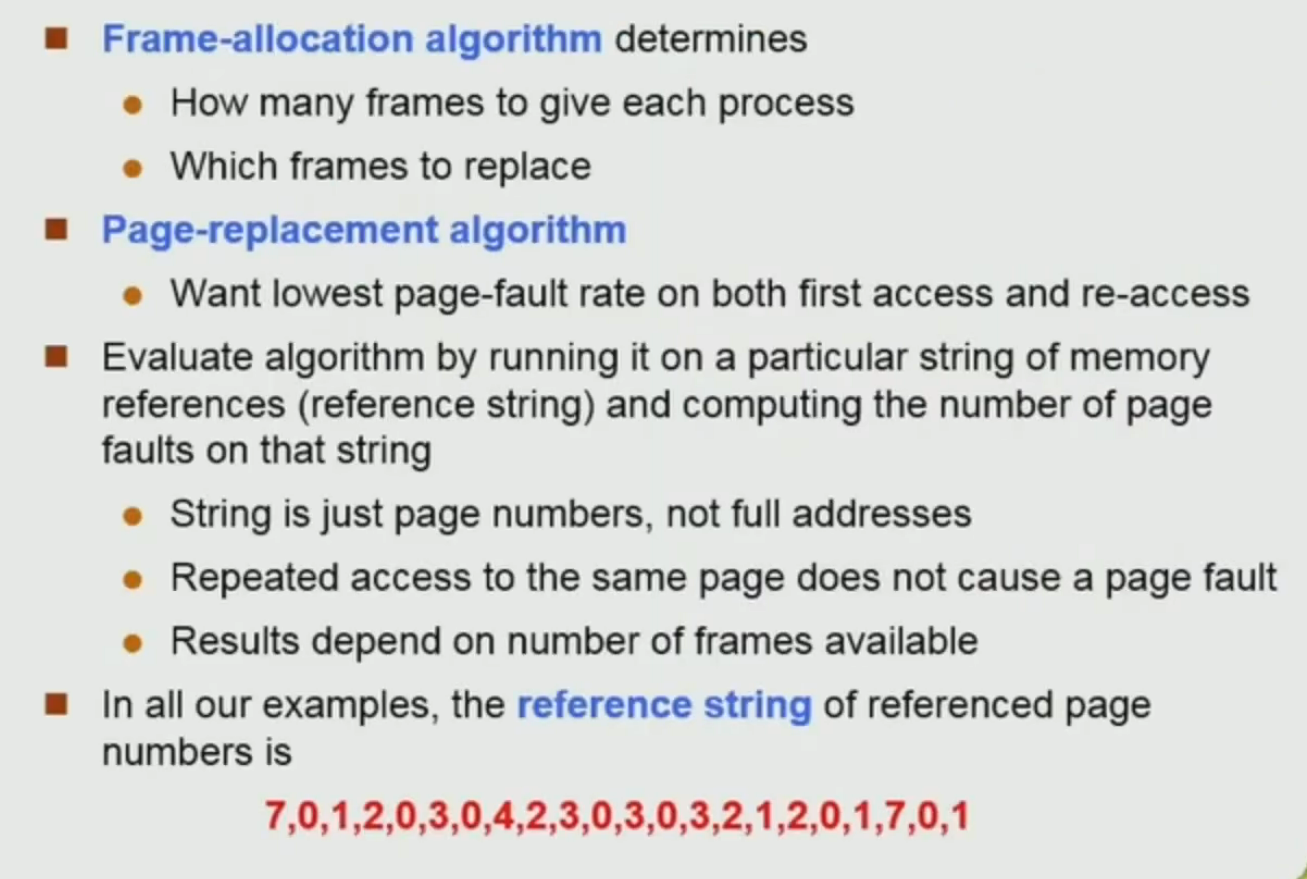 Frame-allocation algorithm determines
How many frames to give each process
Which frames to replace
Page-replacement algorithm
Want lowest page-fault rate on both first access and re-access
Evaluate algorithm by running it on a particular string of memory
references (reference string) and computing the number of page
faults on that string
String is just page numbers, not full addresses
Repeated access to the same page does not cause a page fault
Results depend on number of frames available
In all our examples, the reference string of referenced page
numbers is
7,0,1,2,0,3,0,4,2,3,0,3,0,3,2,1,2,0,1,7,0,1